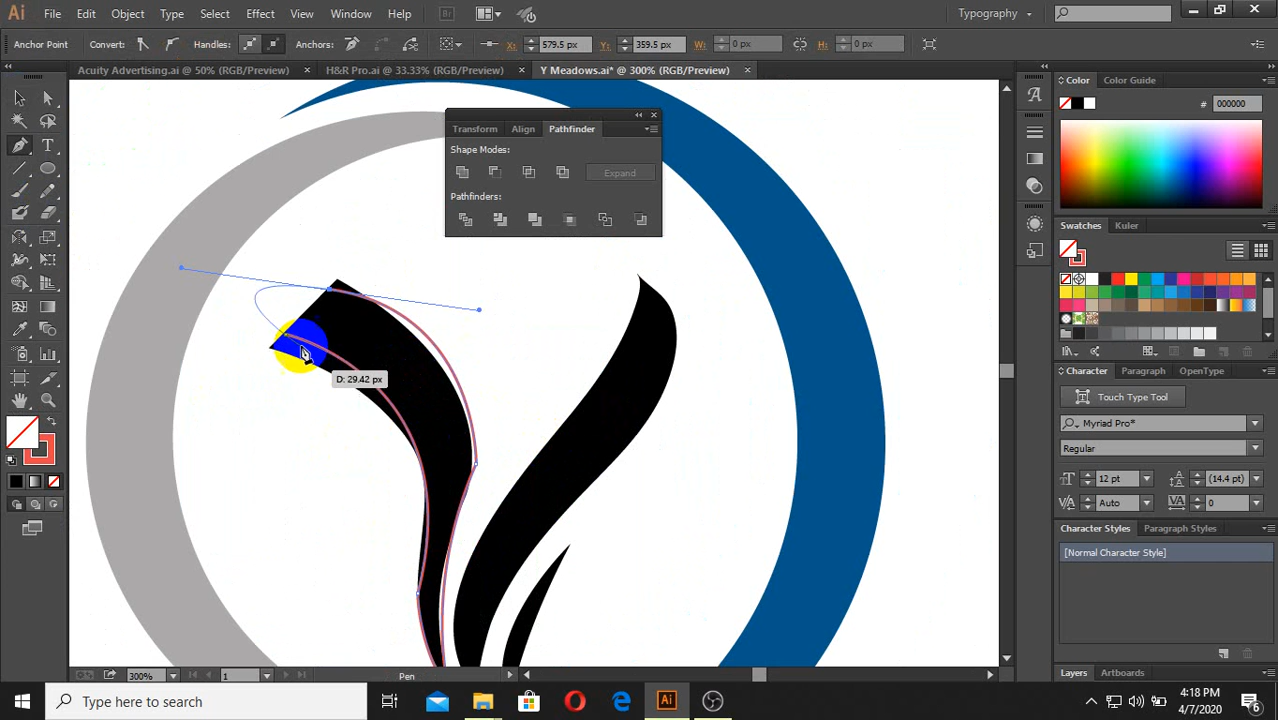 Ai File Edit Object Type Select Effect View Window Help Br Typography
Anchor Point Convert: Handles: Anchors: X: 579.5 px Y: 359.5 px W: 0 px H: 0 px
Acuity Advertising.ai @ 50% (RGB/Preview) × H&R Pro.ai @ 33.33% (RGB/Preview) × Y Meadows.ai* @ 300% (RGB/Preview) ×
Color Color Guide
# 000000
Transform Align Pathfinder
Shape Modes:
Expand
Pathfinders:
Swatches Kuler
D: 29.42 px
Character Paragraph OpenType
Touch Type Tool
Myriad Pro*
Regular
12 pt (14.4 pt)
Auto 0
Character Styles Paragraph Styles
[Normal Character Style]
Layers Artboards
300% 1 Pen
Type here to search
Ai
4:18 PM
4/7/2020
6